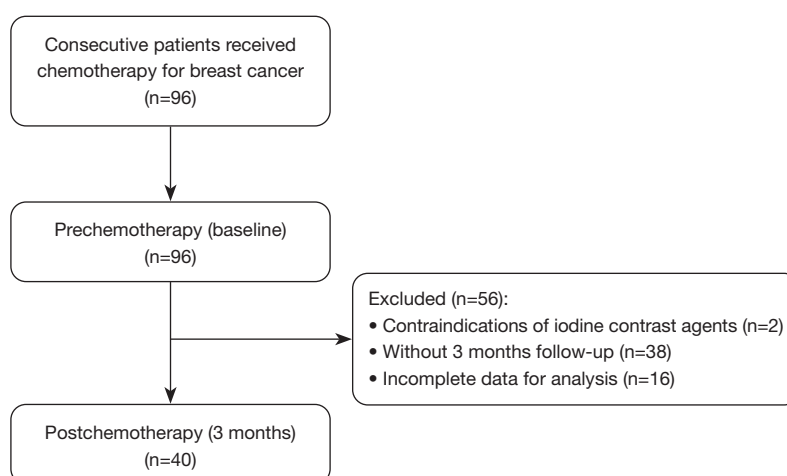 Consecutive patients received
chemotherapy for breast cancer
(n=96)
Prechemotherapy (baseline)
(n=96)
Excluded (n=56):
• Contraindications of iodine contrast agents (n=2)
• Without 3 months follow-up (n=38)
• Incomplete data for analysis (n=16)
Postchemotherapy (3 months)
(n=40)